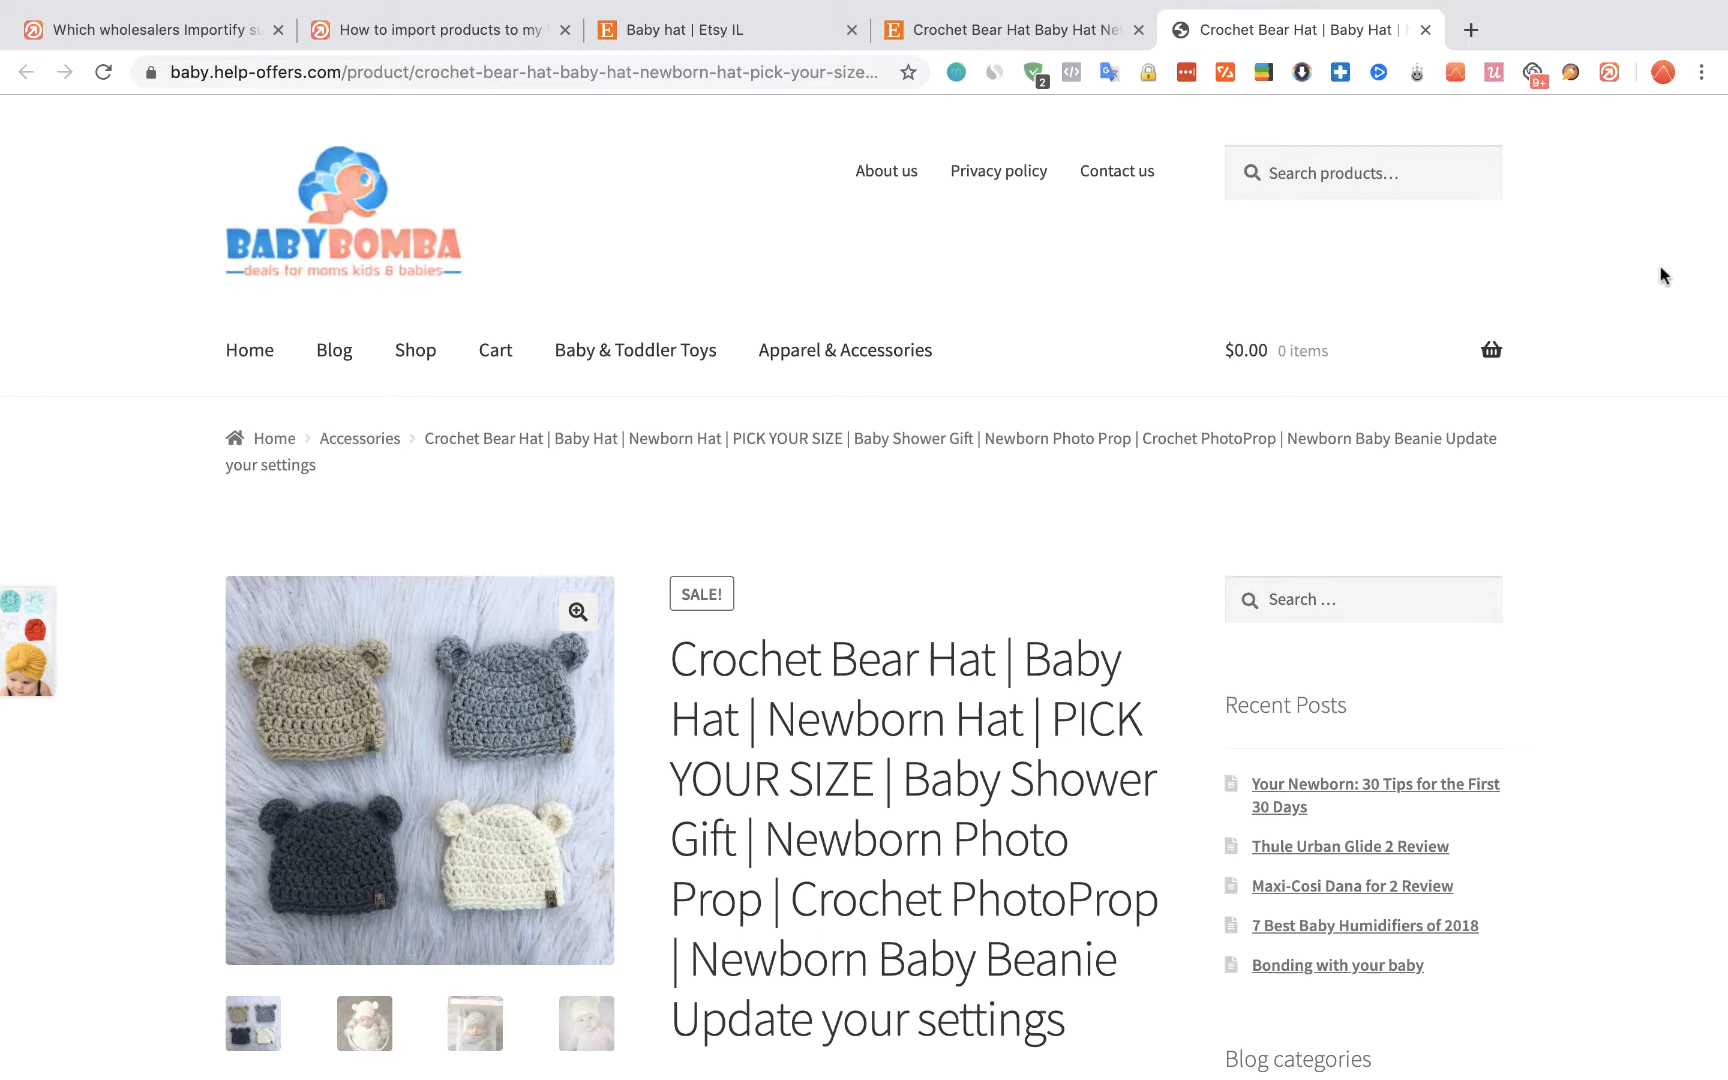 Which wholesalers Importify su
How to import products to my
Baby hat | Etsy IL
Crochet Bear Hat Baby Hat New
Crochet Bear Hat | Baby Hat |
baby.help-offers.com/product/crochet-bear-hat-baby-hat-newborn-hat-pick-your-size...
2
9+
BABYBOMBA
deals for moms kids & babies
About us
Privacy policy
Contact us
Search products…
Home
Blog
Shop
Cart
Baby & Toddler Toys
Apparel & Accessories
$0.00 0 items
Home > Accessories > Crochet Bear Hat | Baby Hat | Newborn Hat | PICK YOUR SIZE | Baby Shower Gift | Newborn Photo Prop | Crochet PhotoProp | Newborn Baby Beanie Update
your settings
SALE!
Crochet Bear Hat | Baby
Hat | Newborn Hat | PICK
YOUR SIZE | Baby Shower
Gift | Newborn Photo
Prop | Crochet PhotoProp
| Newborn Baby Beanie
Update your settings
Search …
Recent Posts
Your Newborn: 30 Tips for the First
30 Days
Thule Urban Glide 2 Review
Maxi-Cosi Dana for 2 Review
7 Best Baby Humidifiers of 2018
Bonding with your baby
Blog categories